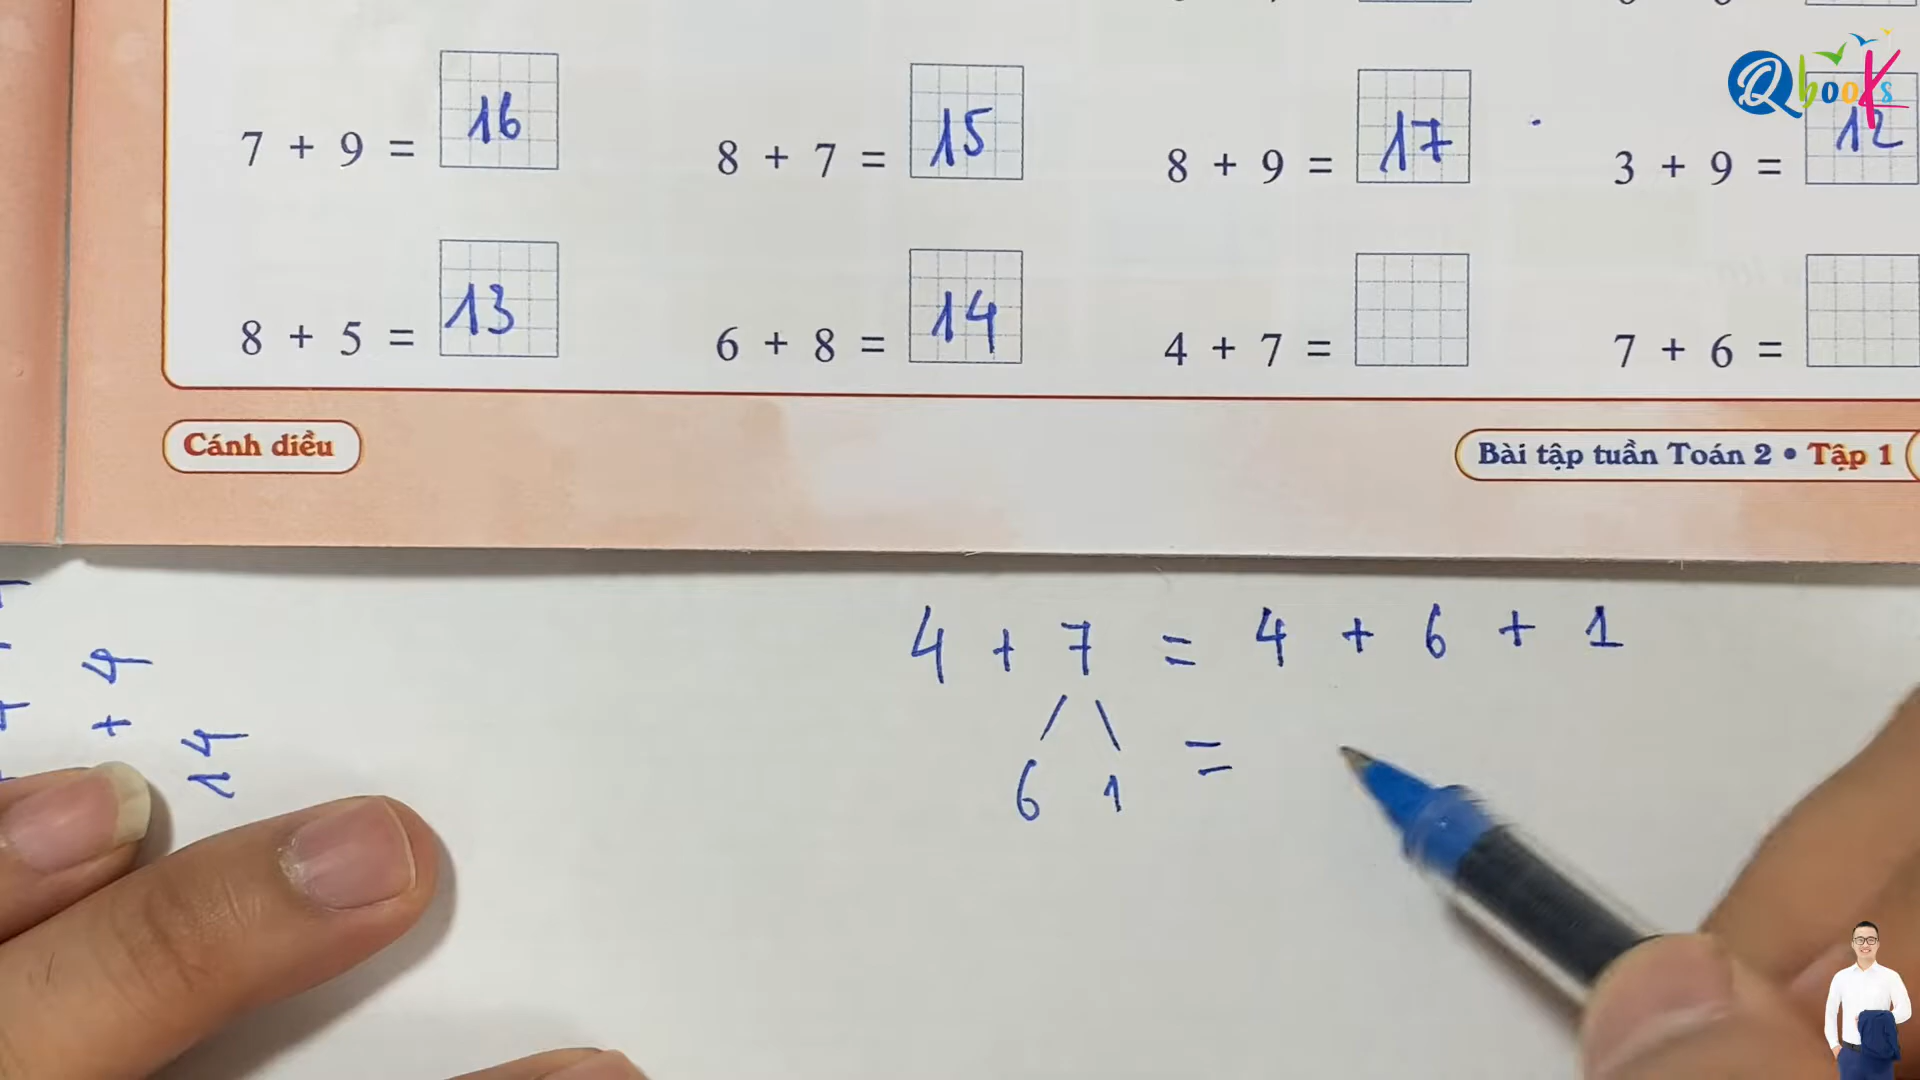 Qbooks
7 + 9 = 16 8 + 7 = 15 8 + 9 = 17 3 + 9 = 12
8 + 5 = 13 6 + 8 = 14 4 + 7 = 7 + 6 =
Cánh diều Bài tập tuần Toán 2 • Tập 1
4 + 7 = 4 + 6 + 1
6 1 =
+ 4
14